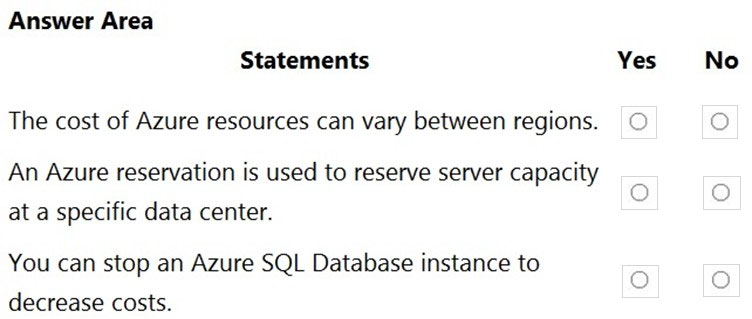 Answer Area
Statements Yes No
The cost of Azure resources can vary between regions.
An Azure reservation is used to reserve server capacity
at a specific data center.
You can stop an Azure SQL Database instance to
decrease costs.